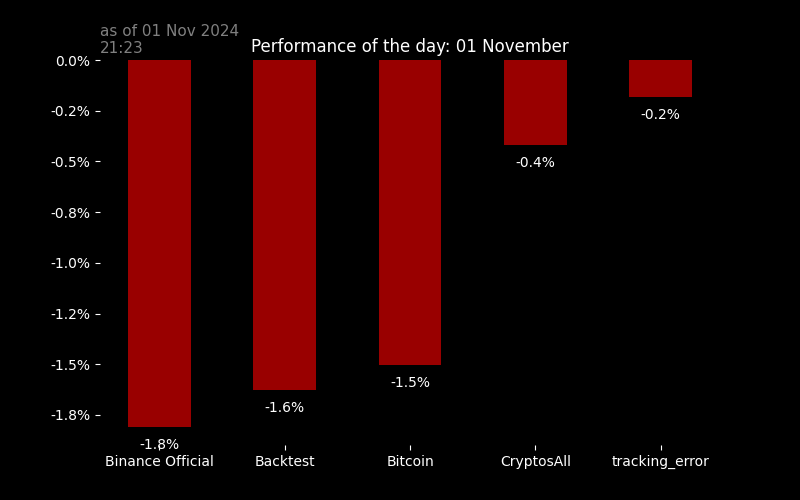 as of 01 Nov 2024
21:23
Performance of the day: 01 November
0.0%
-0.2%
-0.5%
-0.8%
-1.0%
-1.2%
-1.5%
-1.8%
-1.8%
-1.6%
-1.5%
-0.4%
-0.2%
Binance Official
Backtest
Bitcoin
CryptosAll
tracking_error